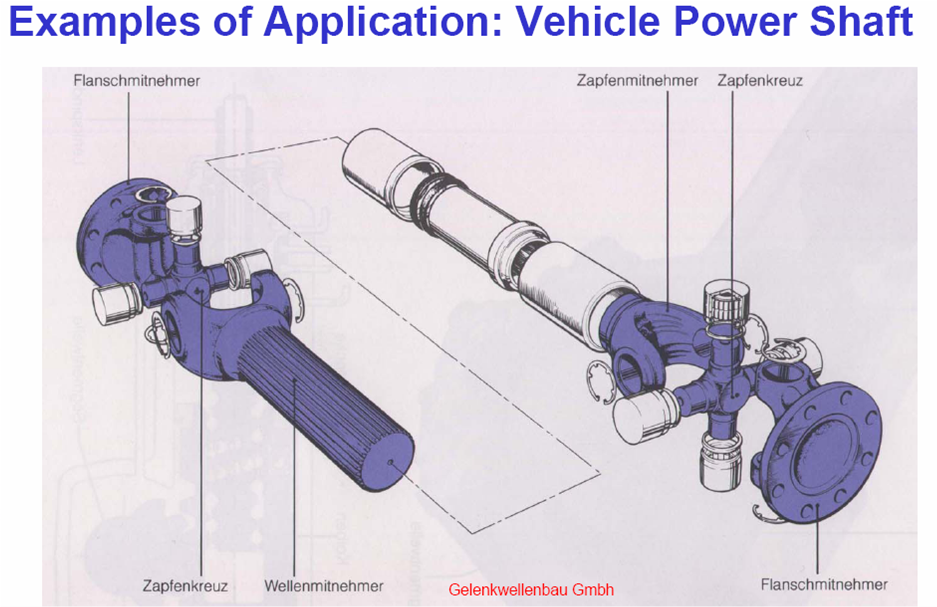 Examples of Application: Vehicle Power Shaft
Flanschmitnehmer
Zapfenmitnehmer
Zapfenkreuz
Zapfenkreuz
Wellenmitnehmer
Gelenkwellenbau Gmbh
Flanschmitnehmer